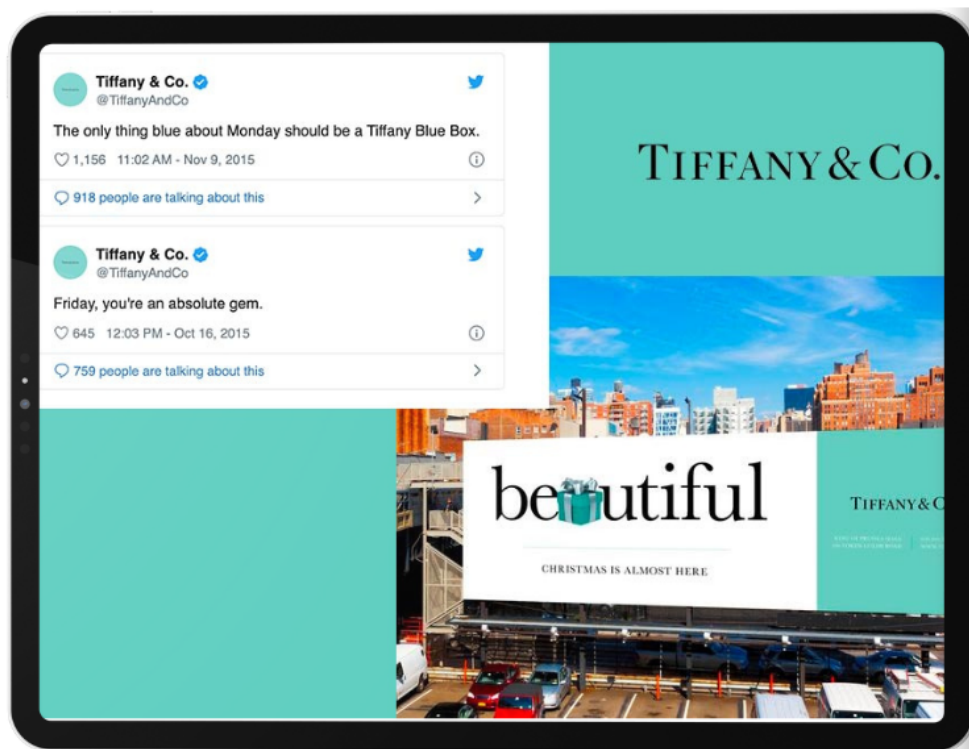 Tiffany & Co.
@TiffanyAndCo
The only thing blue about Monday should be a Tiffany Blue Box.
1,156 11:02 AM - Nov 9, 2015
918 people are talking about this
Tiffany & Co.
@TiffanyAndCo
Friday, you're an absolute gem.
645 12:03 PM - Oct 16, 2015
759 people are talking about this
TIFFANY & CO.
be utiful
CHRISTMAS IS ALMOST HERE
TIFFANY & C